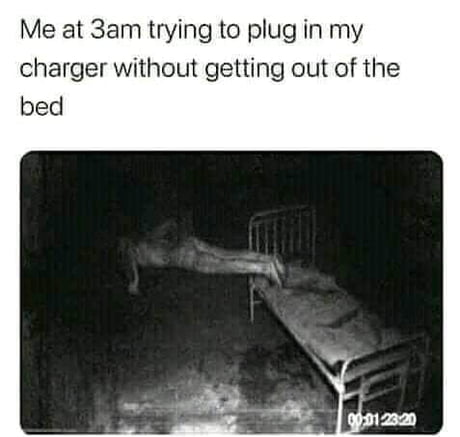 Me at 3am trying to plug in my
charger without getting out of the
bed
00:01:23:20